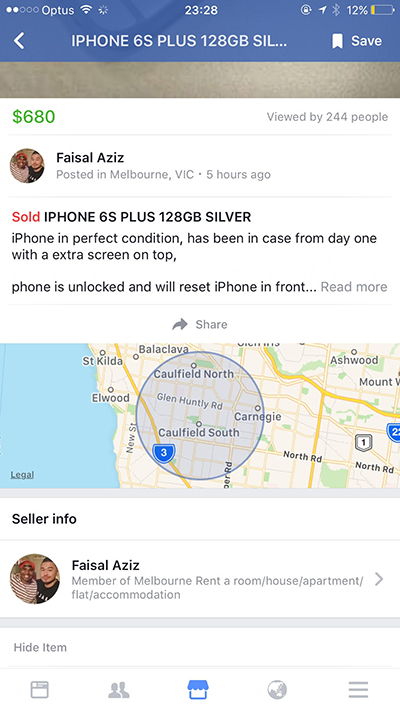 Optus 23:28 12%
IPHONE 6S PLUS 128GB SIL... Save
$680 Viewed by 244 people
Faisal Aziz
Posted in Melbourne, VIC • 5 hours ago
Sold IPHONE 6S PLUS 128GB SILVER
iPhone in perfect condition, has been in case from day one
with a extra screen on top,
phone is unlocked and will reset iPhone in front... Read more
Share
Balaclava
St Kilda
Caulfield North
Ashwood
Elwood
Glen Huntly Rd
Mount W
Carnegie
New St
Caulfield South
1
3
North Rd
North Rd
Legal
Seller info
Faisal Aziz
Member of Melbourne Rent a room/house/apartment/
flat/accommodation
Hide Item